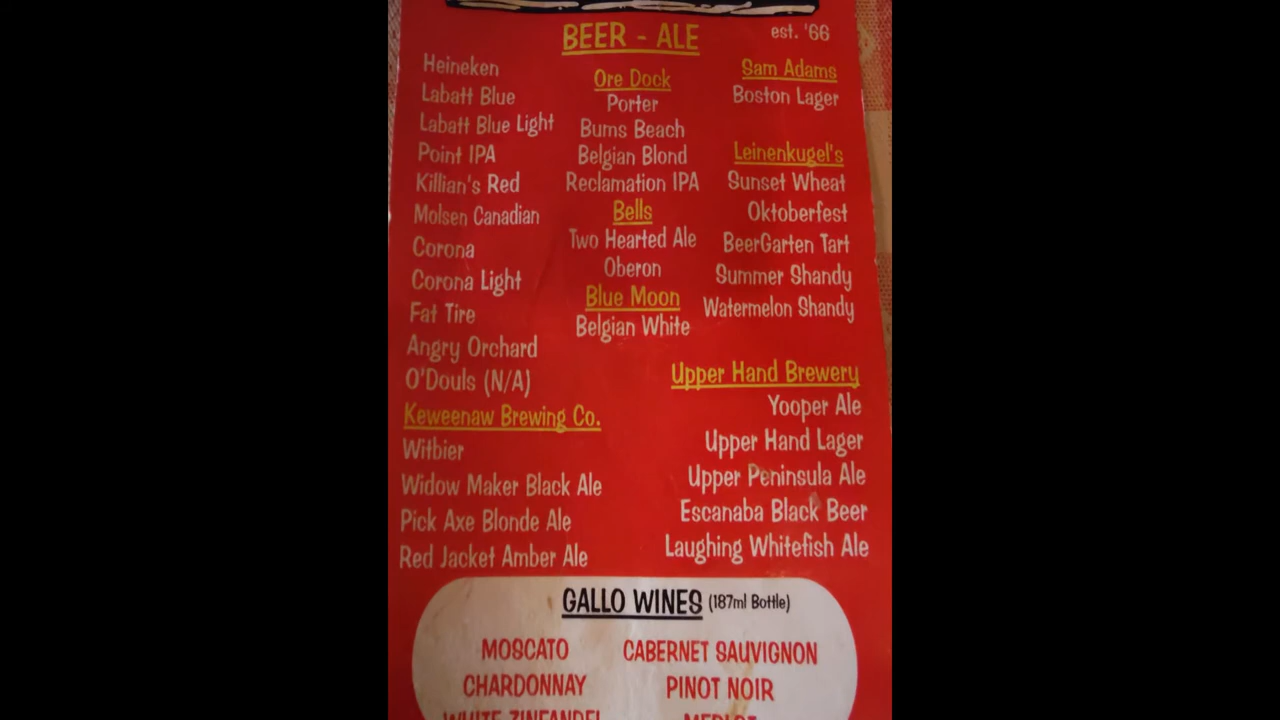 BEER - ALE
est. '66
Heineken
Labatt Blue
Labatt Blue Light
Point IPA
Killian's Red
Molsen Canadian
Corona
Corona Light
Fat Tire
Angry Orchard
O'Douls (N/A)
Keweenaw Brewing Co.
Witbier
Widow Maker Black Ale
Pick Axe Blonde Ale
Red Jacket Amber Ale
Ore Dock
Porter
Bums Beach
Belgian Blond
Reclamation IPA
Bells
Two Hearted Ale
Oberon
Blue Moon
Belgian White
Sam Adams
Boston Lager
Leinenkugel's
Sunset Wheat
Oktoberfest
BeerGarten Tart
Summer Shandy
Watermelon Shandy
Upper Hand Brewery
Yooper Ale
Upper Hand Lager
Upper Peninsula Ale
Escanaba Black Beer
Laughing Whitefish Ale
GALLO WINES (187ml Bottle)
MOSCATO
CHARDONNAY
WHITE ZINFANDEL
CABERNET SAUVIGNON
PINOT NOIR
MERLOT